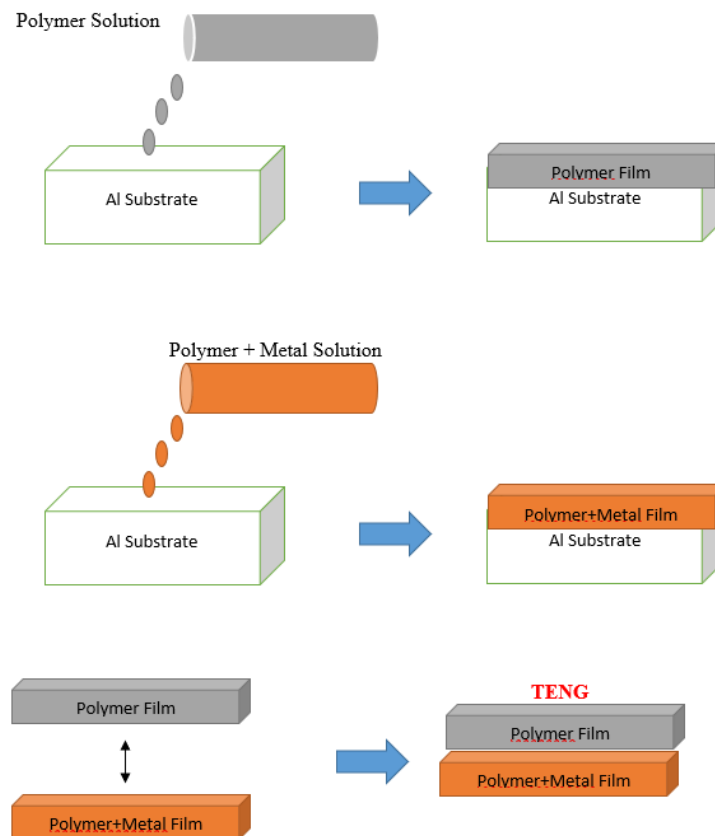 Polymer Solution
Al Substrate
Polymer Film
Al Substrate
Polymer + Metal Solution
Al Substrate
Polymer+Metal Film
Al Substrate
Polymer Film
Polymer+Metal Film
TENG
Polymer Film
Polymer+Metal Film